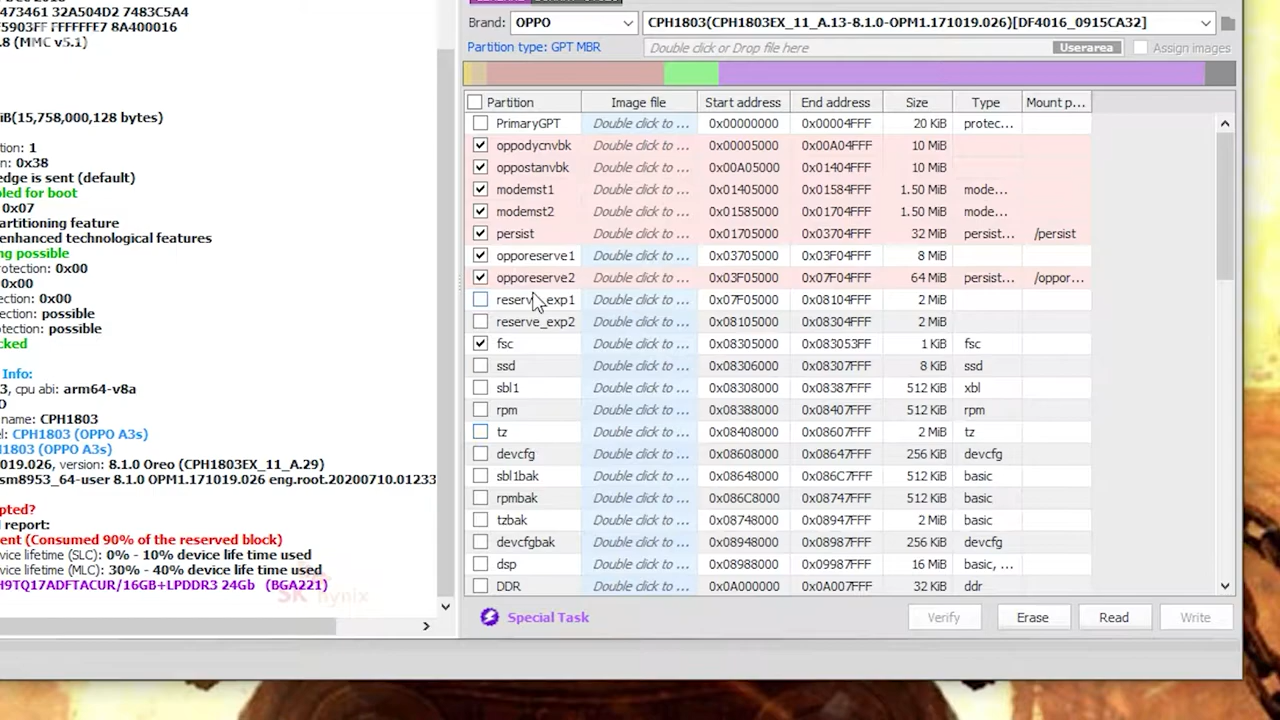 473461 32A504D2 7483C5A4
F5903FF FFFFFFE7 8A400016
.8 (MMC v5.1)
iB(15,758,000,128 bytes)
ition: 1
n: 0x38
edge is sent (default)
bled for boot
0x07
artitioning feature
enhanced technological features
ng possible
rotection: 0x00
0x00
ection: 0x00
otection: possible
rotection: possible
cked
Info:
3, cpu abi: arm64-v8a
O
name: CPH1803
el: CPH1803 (OPPO A3s)
H1803 (OPPO A3s)
1019.026, version: 8.1.0 Oreo (CPH1803EX_11_A.29)
sm8953_64-user 8.1.0 OPM1.171019.026 eng.root.20200710.01233
pted?
d report:
ent (Consumed 90% of the reserved block)
vice lifetime (SLC): 0% - 10% device life time used
vice lifetime (MLC): 30% - 40% device life time used
H9TQ17ADFTACUR/16GB+LPDDR3 24Gb (BGA221)
SK hynix
Brand: OPPO CPH1803(CPH1803EX_11_A.13-8.1.0-OPM1.171019.026)[DF4016_0915CA32]
Partition type: GPT MBR Double click or Drop file here Userarea Assign images
Partition Image file Start address End address Size Type Mount p...
PrimaryGPT Double click to ... 0x00000000 0x00004FFF 20 KiB protec...
oppodycnvbk Double click to ... 0x00005000 0x00A04FFF 10 MiB
oppostanvbk Double click to ... 0x00A05000 0x01404FFF 10 MiB
modemst1 Double click to ... 0x01405000 0x01584FFF 1.50 MiB mode...
modemst2 Double click to ... 0x01585000 0x01704FFF 1.50 MiB mode...
persist Double click to ... 0x01705000 0x03704FFF 32 MiB persist... /persist
opporeserve1 Double click to ... 0x03705000 0x03F04FFF 8 MiB
opporeserve2 Double click to ... 0x03F05000 0x07F04FFF 64 MiB persist... /oppor...
reserve_exp1 Double click to ... 0x07F05000 0x08104FFF 2 MiB
reserve_exp2 Double click to ... 0x08105000 0x08304FFF 2 MiB
fsc Double click to ... 0x08305000 0x083053FF 1 KiB fsc
ssd Double click to ... 0x08306000 0x08307FFF 8 KiB ssd
sbl1 Double click to ... 0x08308000 0x08387FFF 512 KiB xbl
rpm Double click to ... 0x08388000 0x08407FFF 512 KiB rpm
tz Double click to ... 0x08408000 0x08607FFF 2 MiB tz
devcfg Double click to ... 0x08608000 0x08647FFF 256 KiB devcfg
sbl1bak Double click to ... 0x08648000 0x086C7FFF 512 KiB basic
rpmbak Double click to ... 0x086C8000 0x08747FFF 512 KiB basic
tzbak Double click to ... 0x08748000 0x08947FFF 2 MiB basic
devcfgbak Double click to ... 0x08948000 0x08987FFF 256 KiB devcfg
dsp Double click to ... 0x08988000 0x09987FFF 16 MiB basic, ...
DDR Double click to ... 0x0A000000 0x0A007FFF 32 KiB ddr
Special Task Verify Erase Read Write